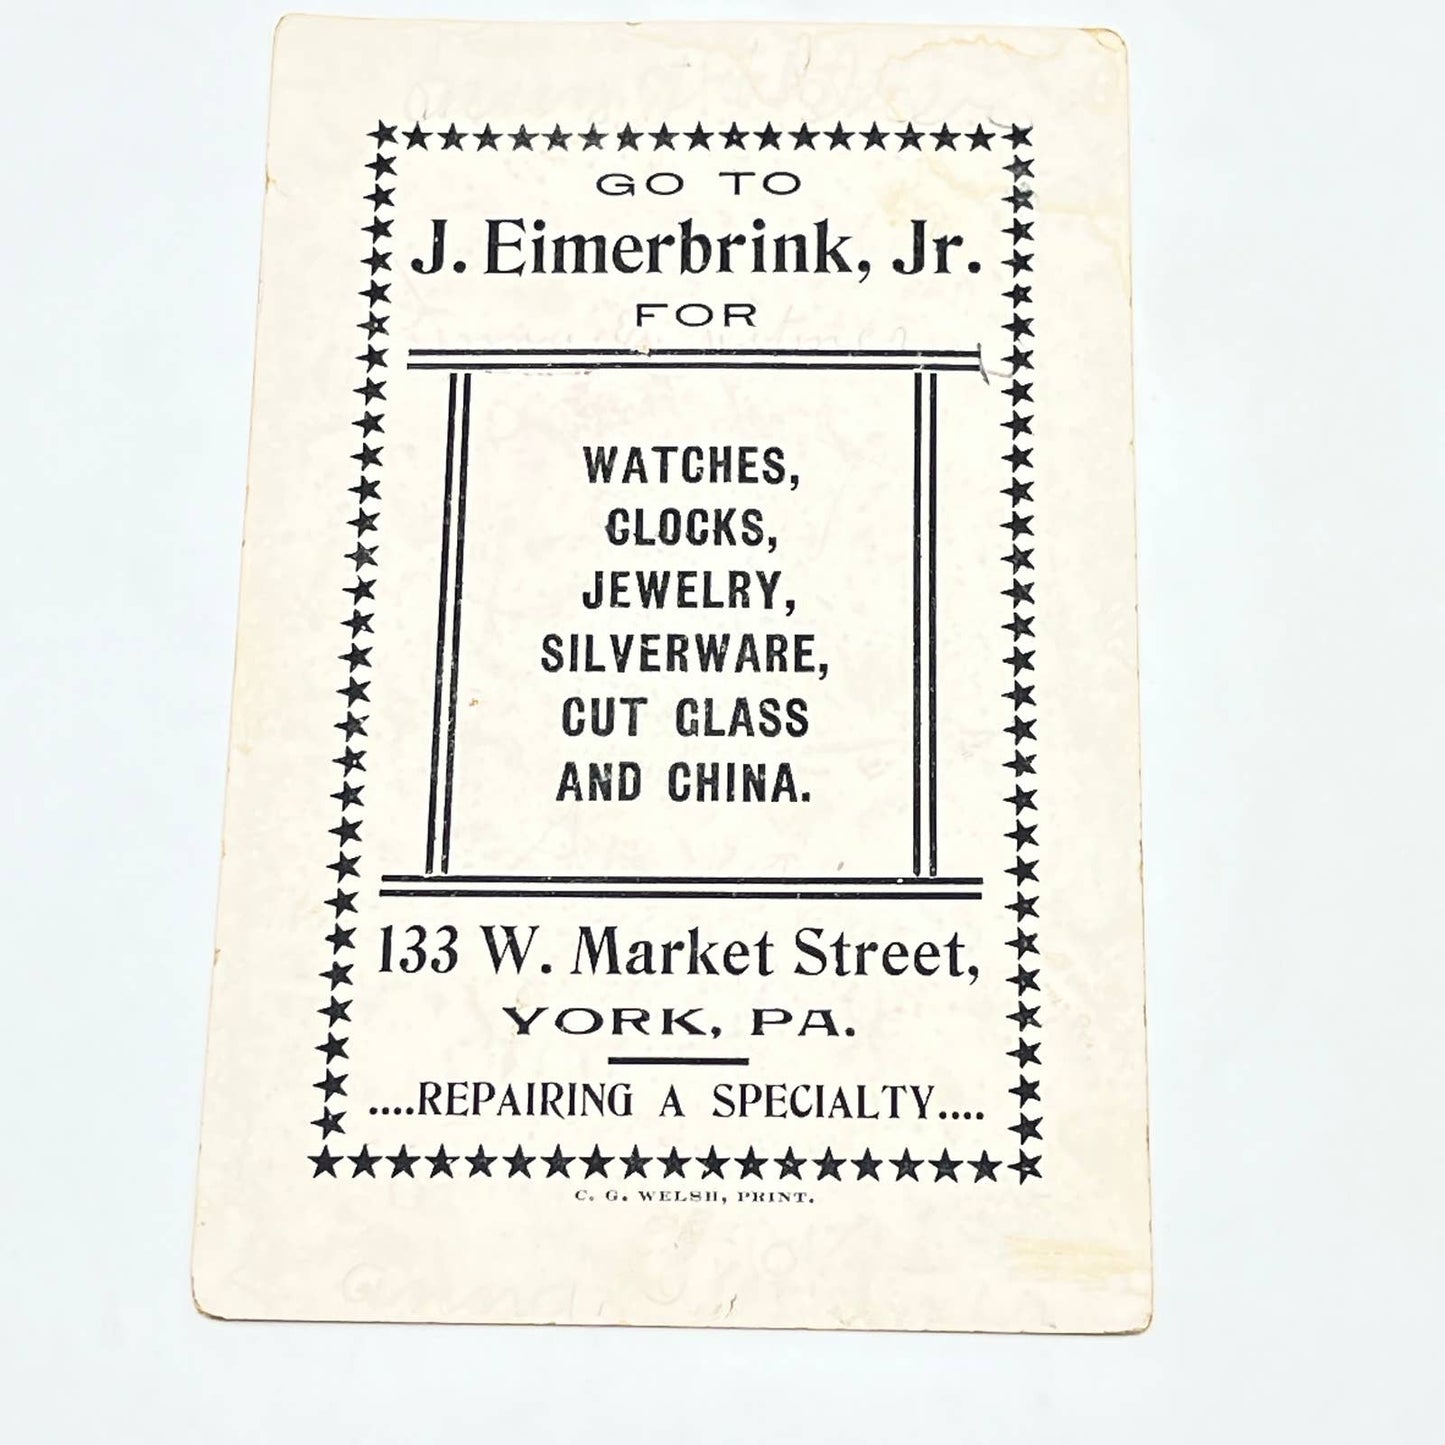 GO TO
J. Eimerbrink, Jr.
FOR
WATCHES,
CLOCKS,
JEWELRY,
SILVERWARE,
CUT GLASS
AND CHINA.
133 W. Market Street,
YORK, PA.
....REPAIRING A SPECIALTY....
C. G. WELSH, PRINT.